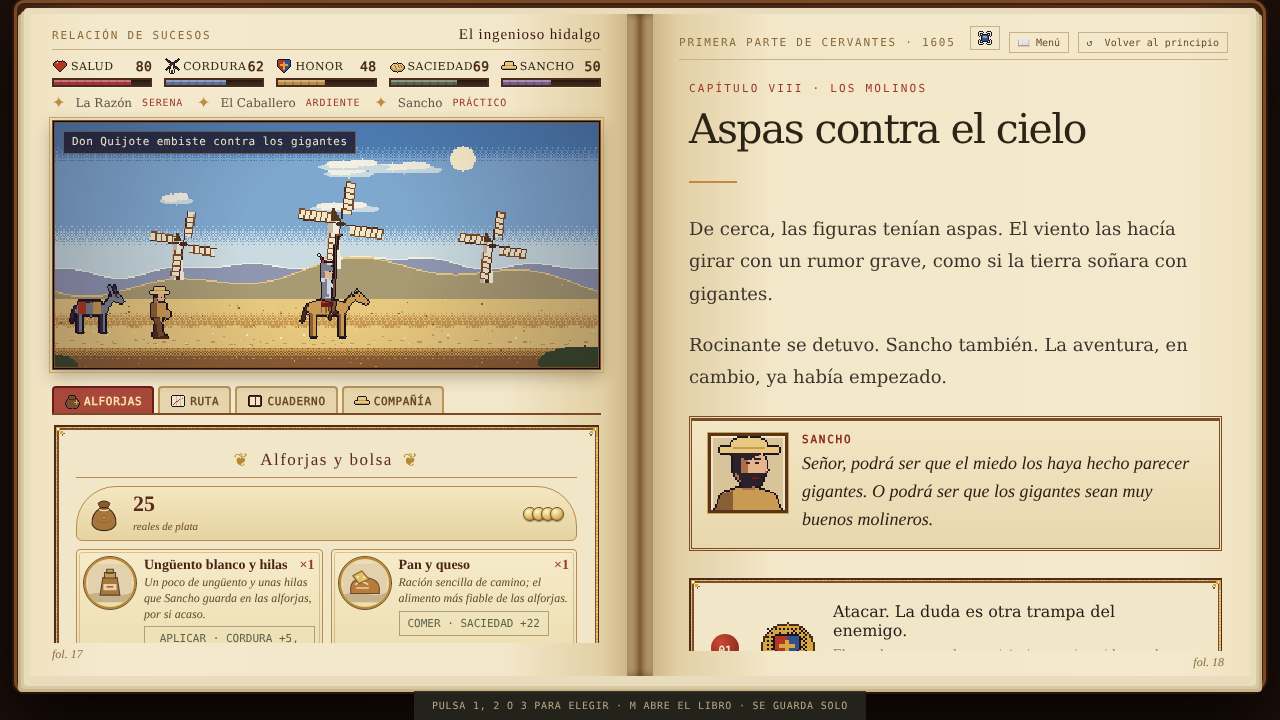 RELACIÓN DE SUCESOS
El ingenioso hidalgo
SALUD 80
CORDURA 62
HONOR 48
SACIEDAD 69
SANCHO 50
La Razón SERENA
El Caballero ARDIENTE
Sancho PRÁCTICO
Don Quijote embiste contra los gigantes
ALFORJAS
RUTA
CUADERNO
COMPAÑÍA
Alforjas y bolsa
25
reales de plata
Ungüento blanco y hilas ×1
Un poco de ungüento y unas hilas
que Sancho guarda en las alforjas,
por si acaso.
APLICAR · CORDURA +5,
Pan y queso ×1
Ración sencilla de camino; el
alimento más fiable de las alforjas.
COMER · SACIEDAD +22
fol. 17
PRIMERA PARTE DE CERVANTES · 1605
Menú
↺ Volver al principio
CAPÍTULO VIII · LOS MOLINOS
Aspas contra el cielo
De cerca, las figuras tenían aspas. El viento las hacía
girar con un rumor grave, como si la tierra soñara con
gigantes.
Rocinante se detuvo. Sancho también. La aventura, en
cambio, ya había empezado.
SANCHO
Señor, podrá ser que el miedo los haya hecho parecer
gigantes. O podrá ser que los gigantes sean muy
buenos molineros.
01
Atacar. La duda es otra trampa del
enemigo.
fol. 18
PULSA 1, 2 O 3 PARA ELEGIR · M ABRE EL LIBRO · SE GUARDA SOLO